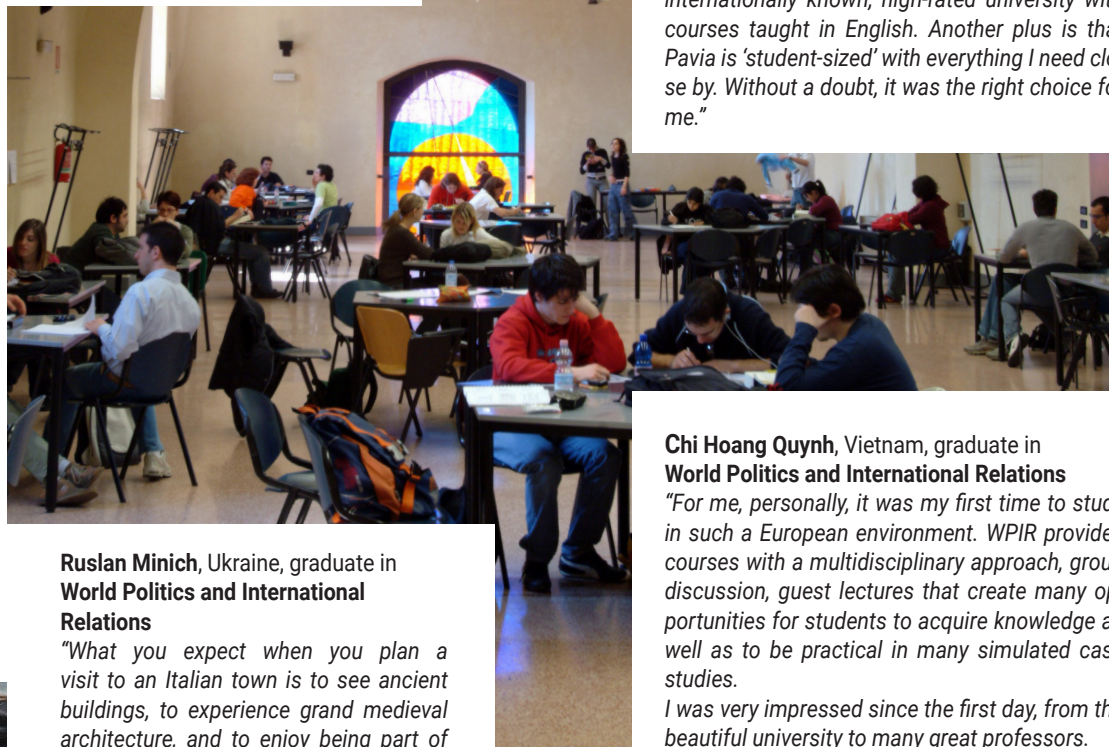 internationally known, high-rated university wit
courses taught in English. Another plus is tha
Pavia is ‘student-sized’ with everything I need clo
se by. Without a doubt, it was the right choice fo
me.”
Chi Hoang Quynh, Vietnam, graduate in
World Politics and International Relations
“For me, personally, it was my first time to stud
in such a European environment. WPIR provide
courses with a multidisciplinary approach, grou
discussion, guest lectures that create many op
portunities for students to acquire knowledge a
well as to be practical in many simulated cas
studies.
I was very impressed since the first day, from th
beautiful university to many great professors.
Ruslan Minich, Ukraine, graduate in
World Politics and International
Relations
“What you expect when you plan a
visit to an Italian town is to see ancient
buildings, to experience grand medieval
architecture, and to enjoy being part of